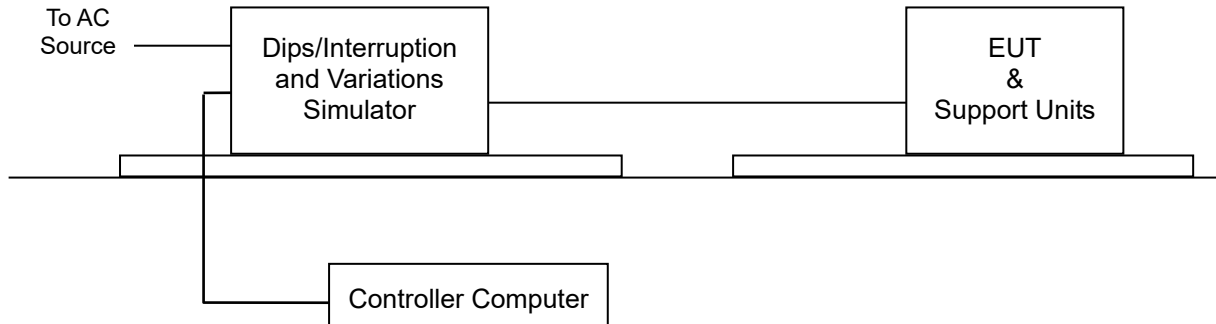 To AC
Source
Dips/Interruption
and Variations
Simulator
EUT
&
Support Units
Controller Computer